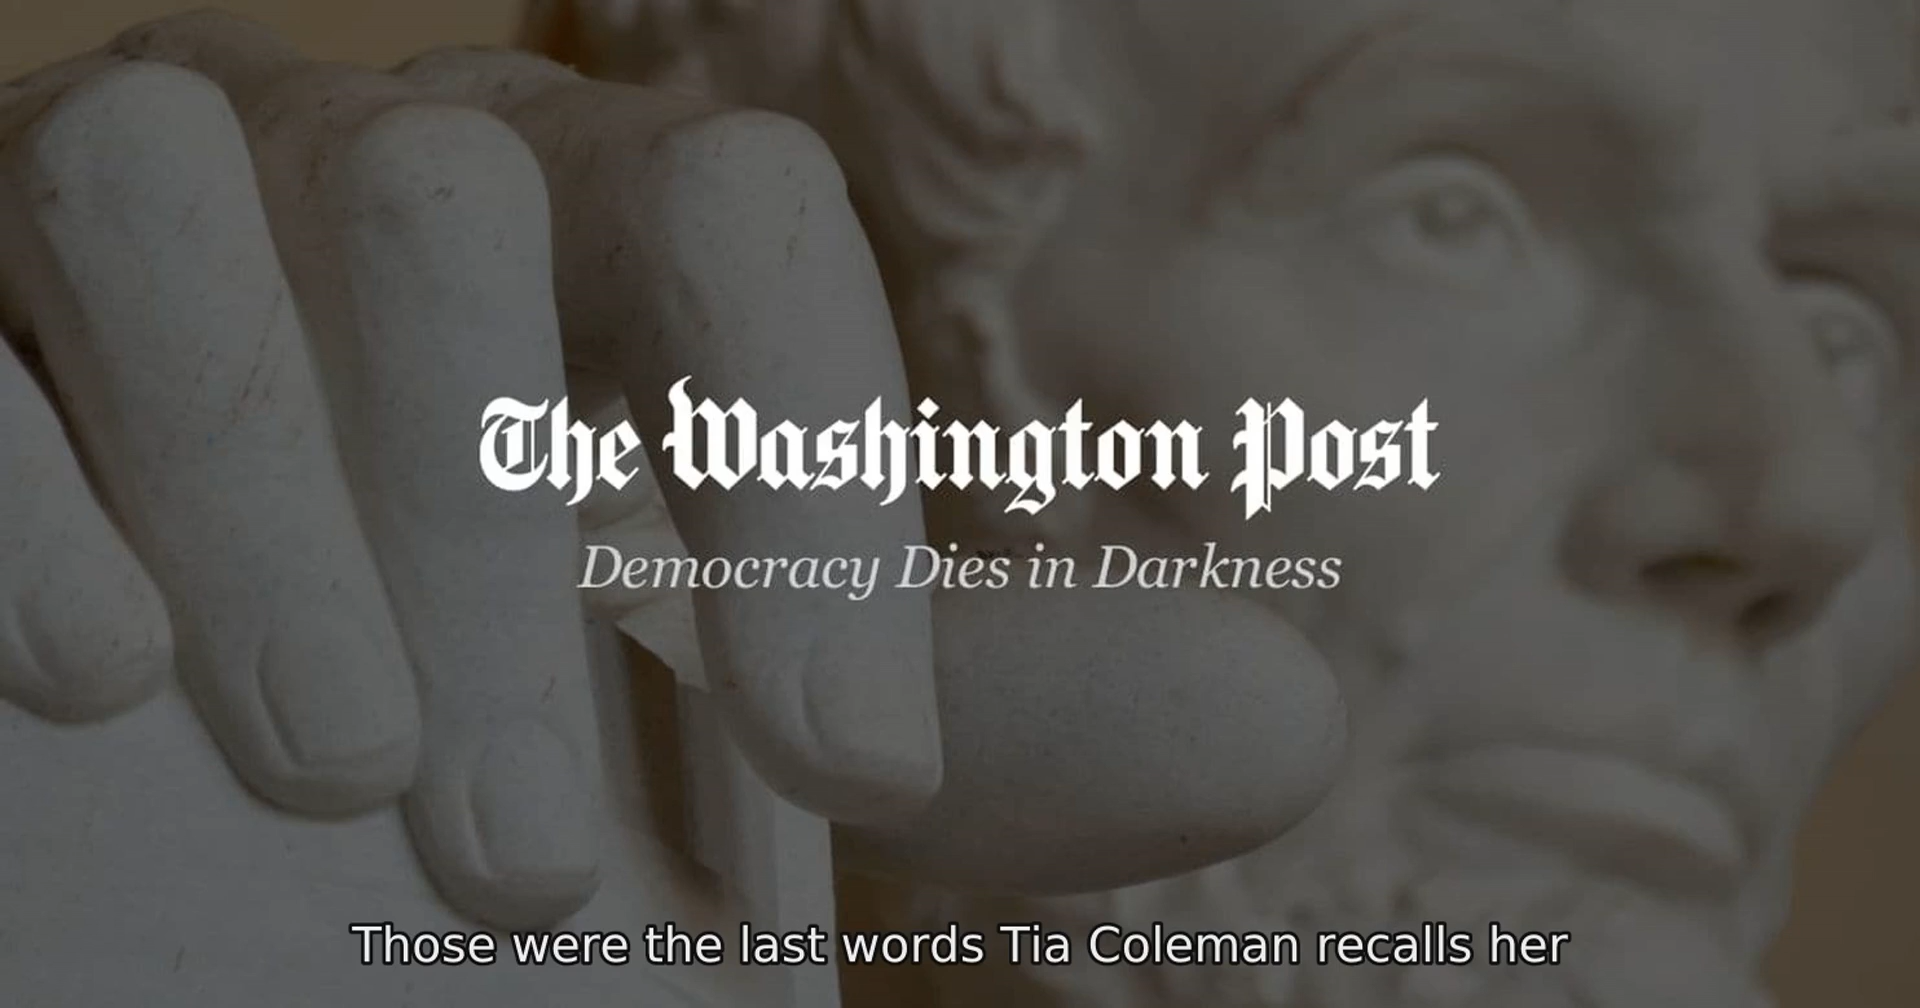 The Washington Post
Democracy Dies in Darkness
Those were the last words Tia Coleman recalls her